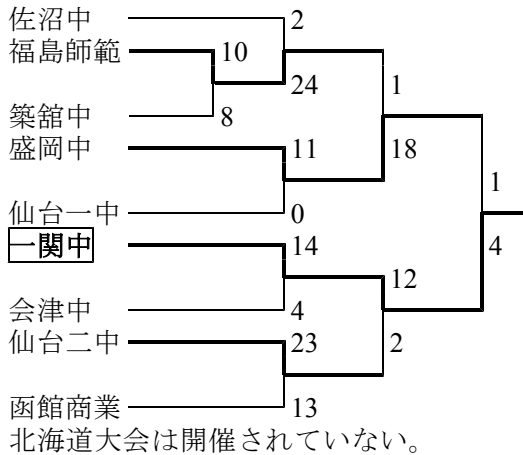 佐沼中
2
福島師範
10
24
1
築舘中
8
盛岡中
11
18
1
仙台一中
0
一関中
14
4
12
会津中
4
仙台二中
23
2
函館商業
13
北海道大会は開催されていない。